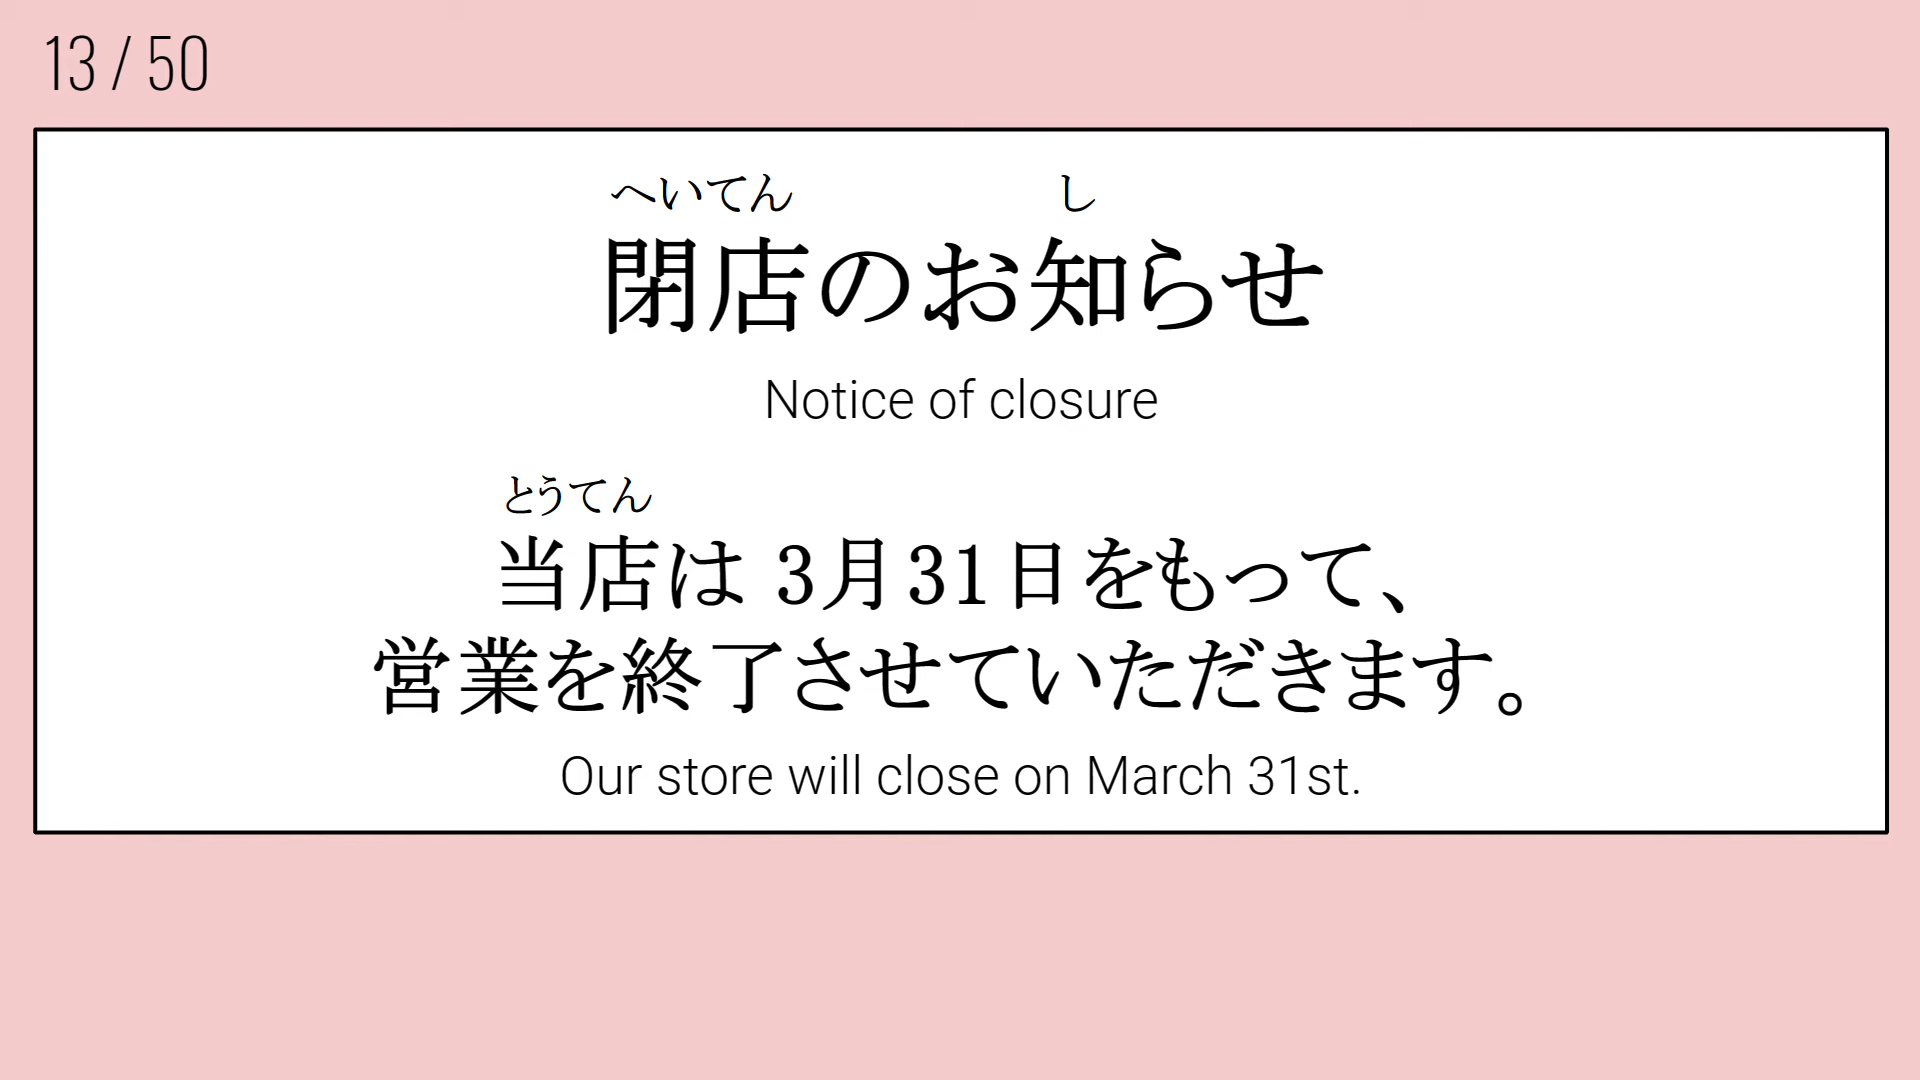 13 / 50
へいてん し
閉店のお知らせ
Notice of closure
とうてん
当店は 3月31日をもって、
営業を終了させていただきます。
Our store will close on March 31st.